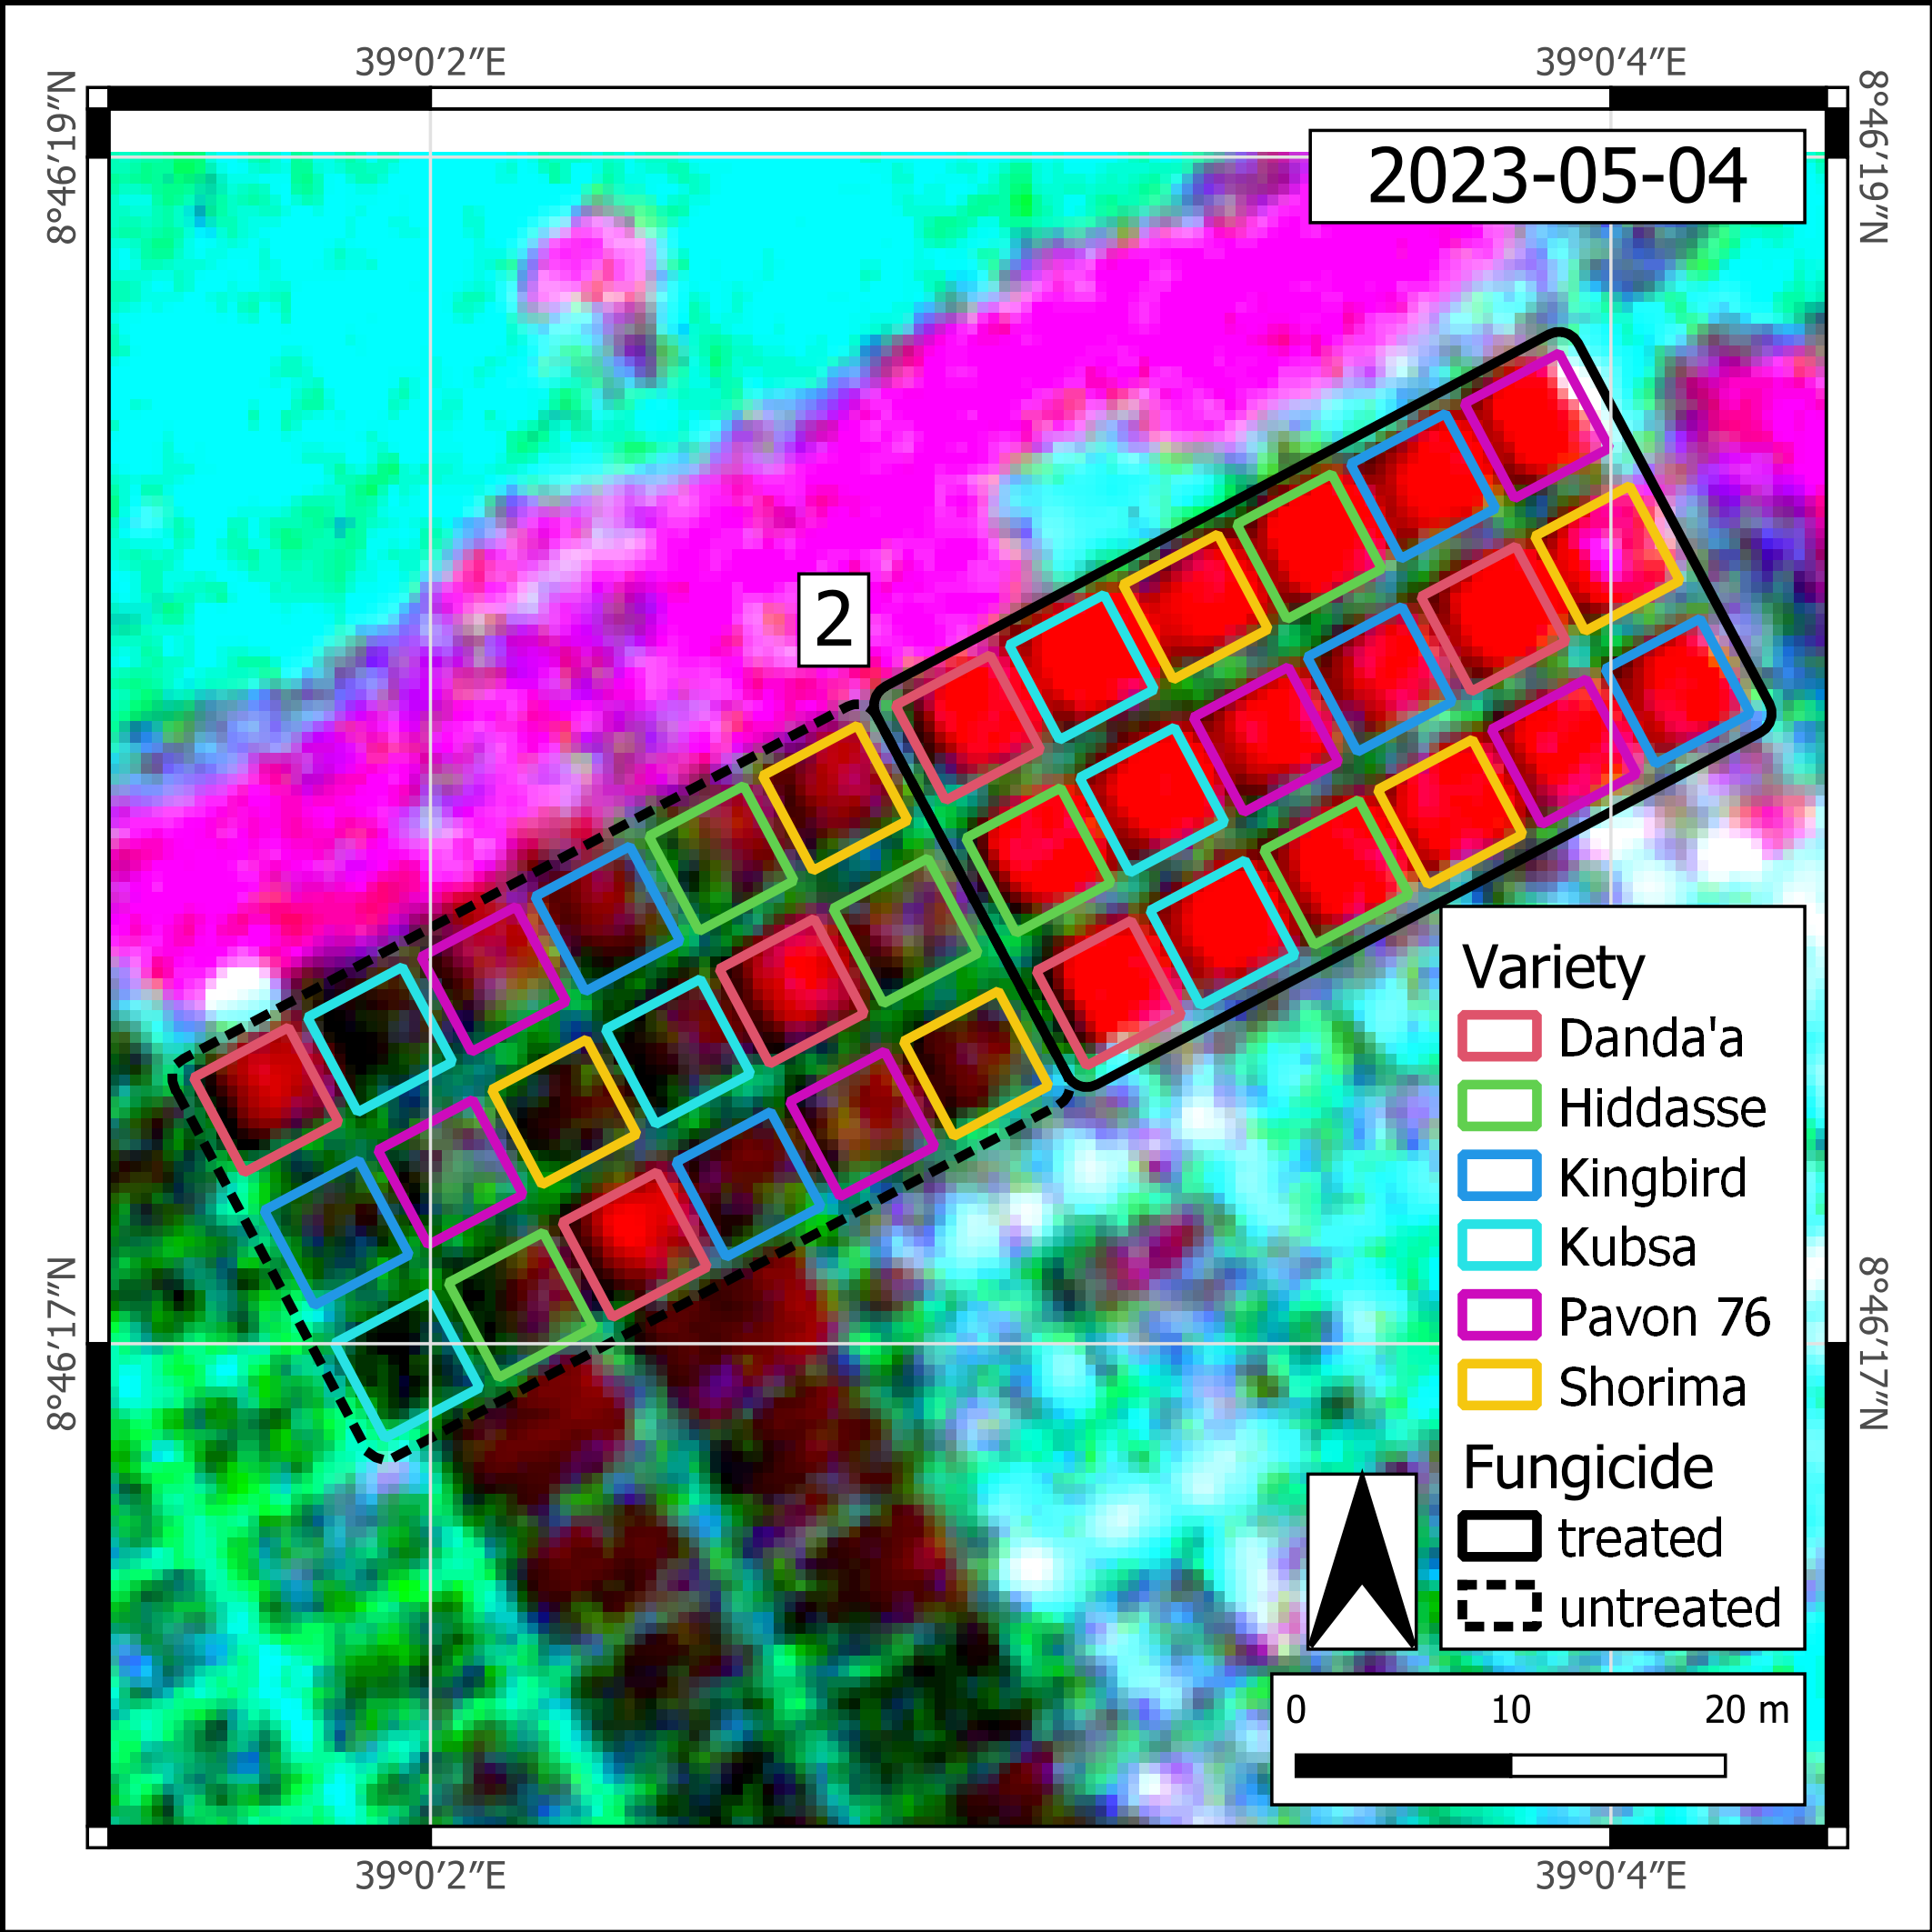 39°0′2″E
39°0′4″E
8°46′19″N
8°46′19″N
2023-05-04
2
Variety
Danda'a
Hiddasse
Kingbird
Kubsa
Pavon 76
Shorima
Fungicide
treated
untreated
8°46′17″N
8°46′17″N
0 10 20 m
39°0′2″E
39°0′4″E